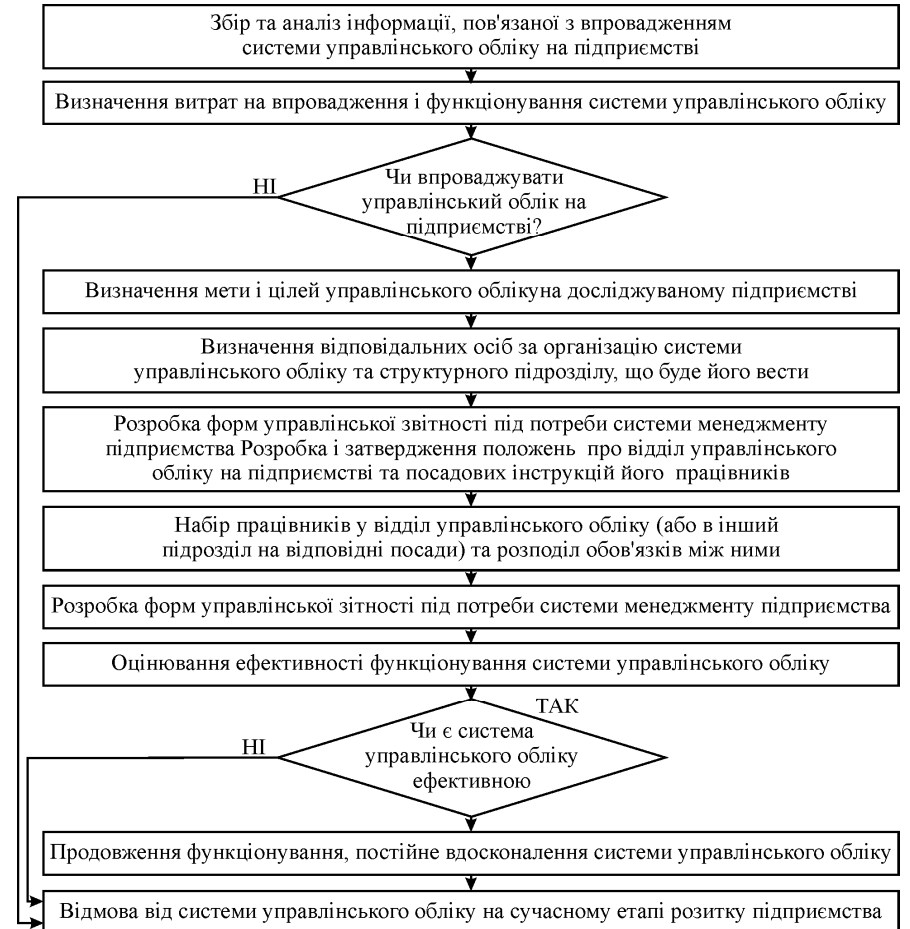 Збір та аналіз інформації, пов'язаної з впровадженням
системи управлінського обліку на підприємстві
Визначення витрат на впровадження і функціонування системи управлінського обліку
НІ
Чи впроваджувати
управлінський облік на
підприємстві?
Визначення мети і цілей управлінського облікуна досліджуваному підприємстві
Визначення відповідальних осіб за організацію системи
управлінського обліку та структурного підрозділу, що буде його вести
Розробка форм управлінської звітності під потреби системи менеджменту
підприємства Розробка і затвердження положень про відділ управлінського
обліку на підприємстві та посадових інструкцій його працівників
Набір працівників у відділ управлінського обліку (або в інший
підрозділ на відповідні посади) та розподіл обов'язків між ними
Розробка форм управлінської зітності під потреби системи менеджменту підприємства
Оцінювання ефективності функціонування системи управлінського обліку
ТАК
НІ
Чи є система
управлінського обліку
ефективною
Продовження функціонування, постійне вдосконалення системи управлінського обліку
Відмова від системи управлінського обліку на сучасному етапі розитку підприємства